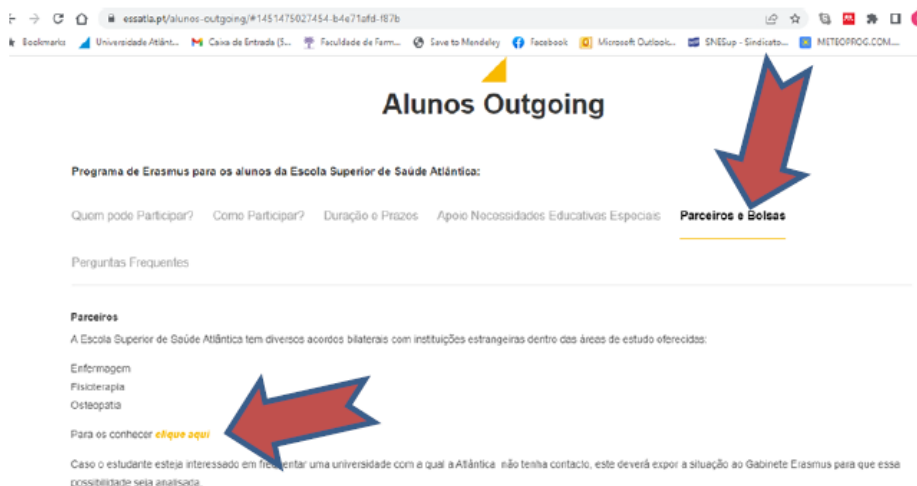 essatla.pt/alunos-outgoing/#1451475027454-b4e71afd-f87b
Bookmarks Universidade Atlânt... Caixa de Entrada (5... Faculdade de Farm... Save to Mendeley Facebook Microsoft Outlook... SNESup - Sindicato... METEOPROG.COM....
Alunos Outgoing
Programa de Erasmus para os alunos da Escola Superior de Saúde Atlântica:
Quem pode Participar? Como Participar? Duração e Prazos Apoio Necessidades Educativas Especiais Parceiros e Bolsas
Perguntas Frequentes
Parceiros
A Escola Superior de Saúde Atlântica tem diversos acordos bilaterais com instituições estrangeiras dentro das áreas de estudo oferecidas:
Enfermagem
Fisioterapia
Osteopatia
Para os conhecer clique aqui
Caso o estudante esteja interessado em frequentar uma universidade com a qual a Atlântica não tenha contacto, este deverá expor a situação ao Gabinete Erasmus para que essa
possibilidade seja analisada.